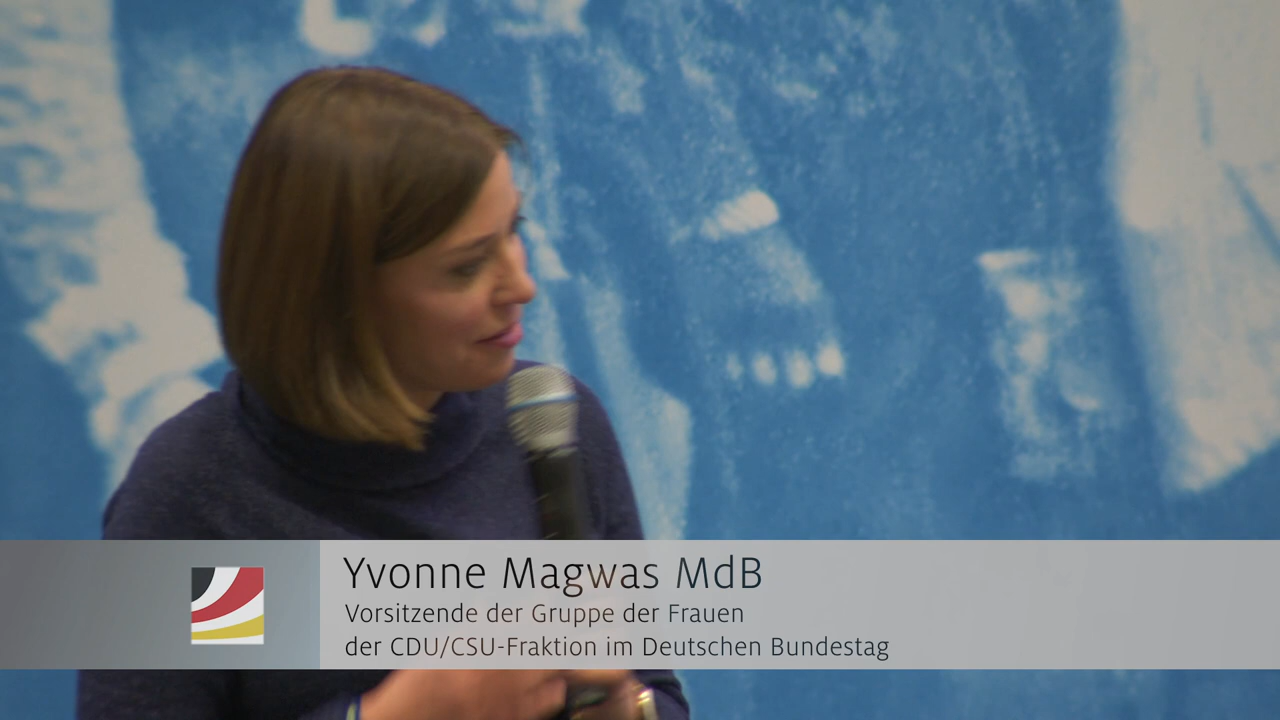 Yvonne Magwas MdB
Vorsitzende der Gruppe der Frauen
der CDU/CSU-Fraktion im Deutschen Bundestag